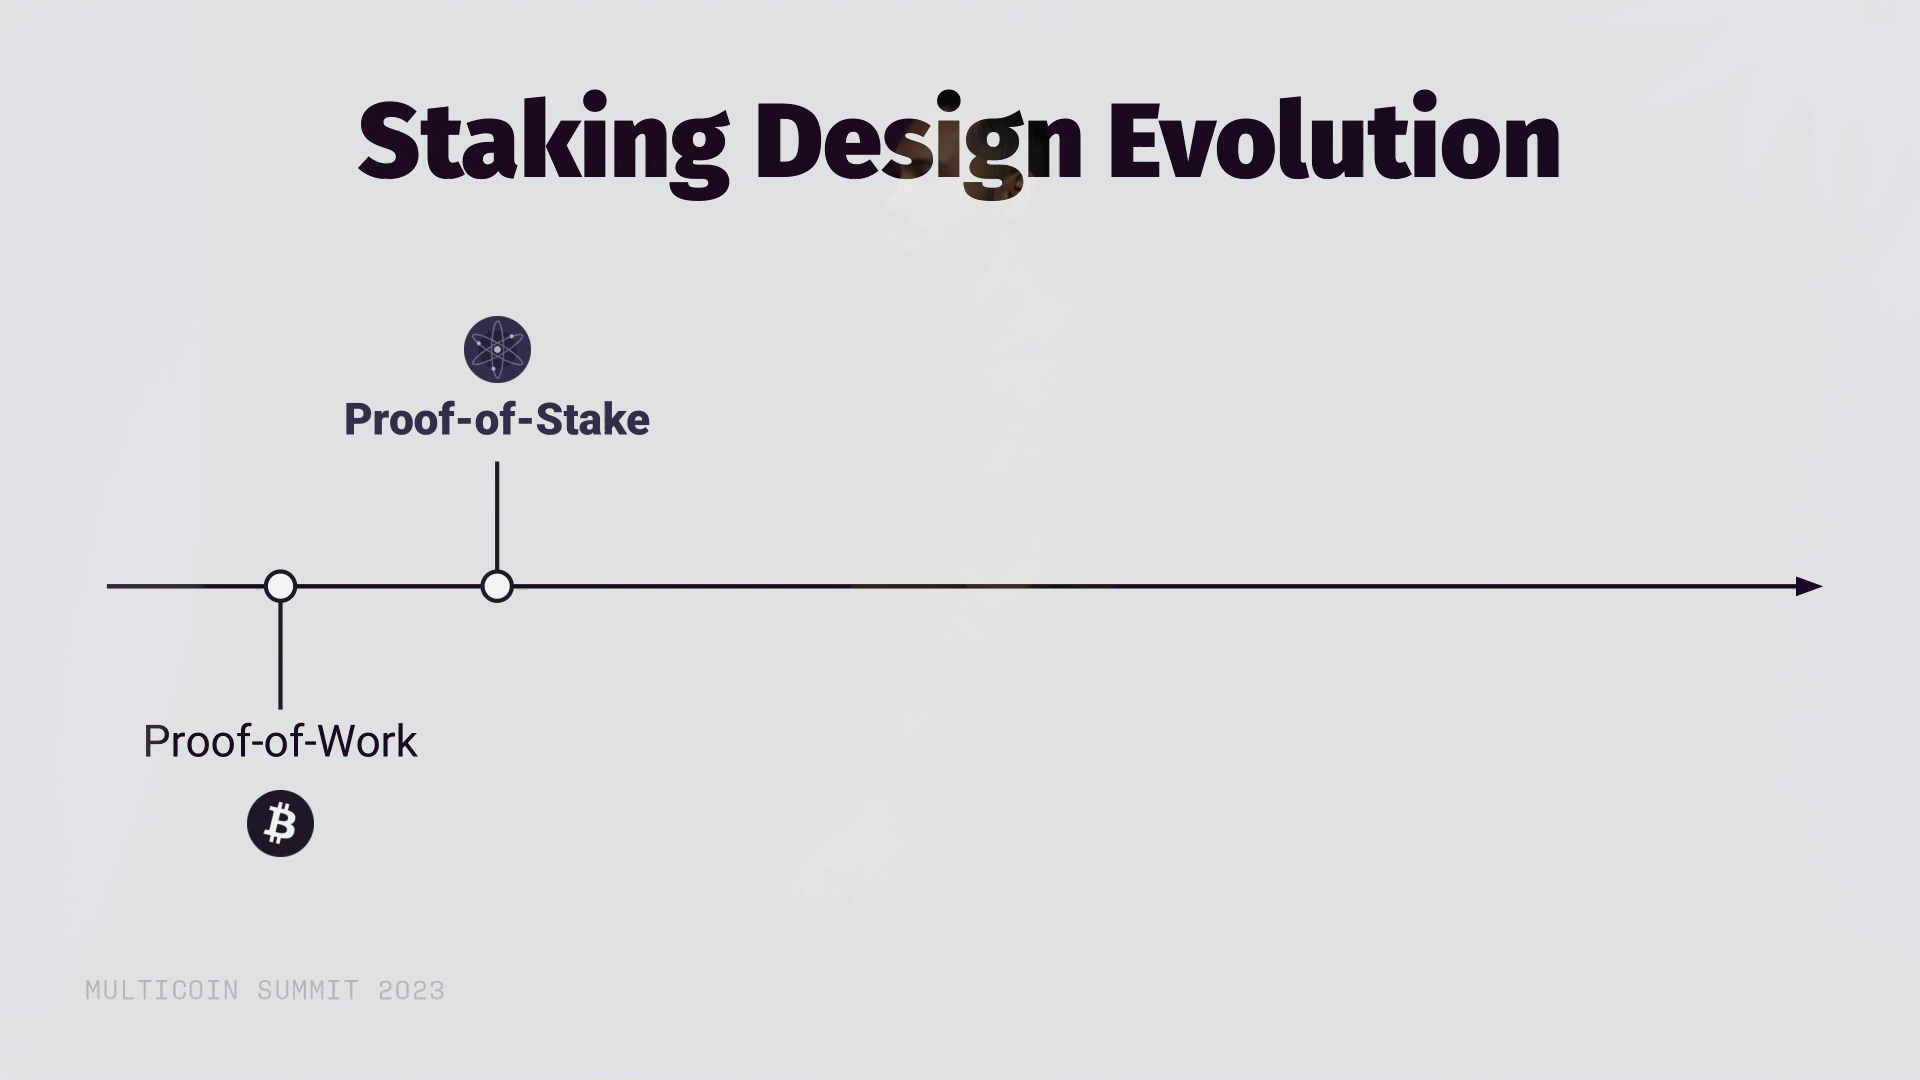 Staking Design Evolution
Proof-of-Stake
Proof-of-Work
MULTICOIN SUMMIT 2023